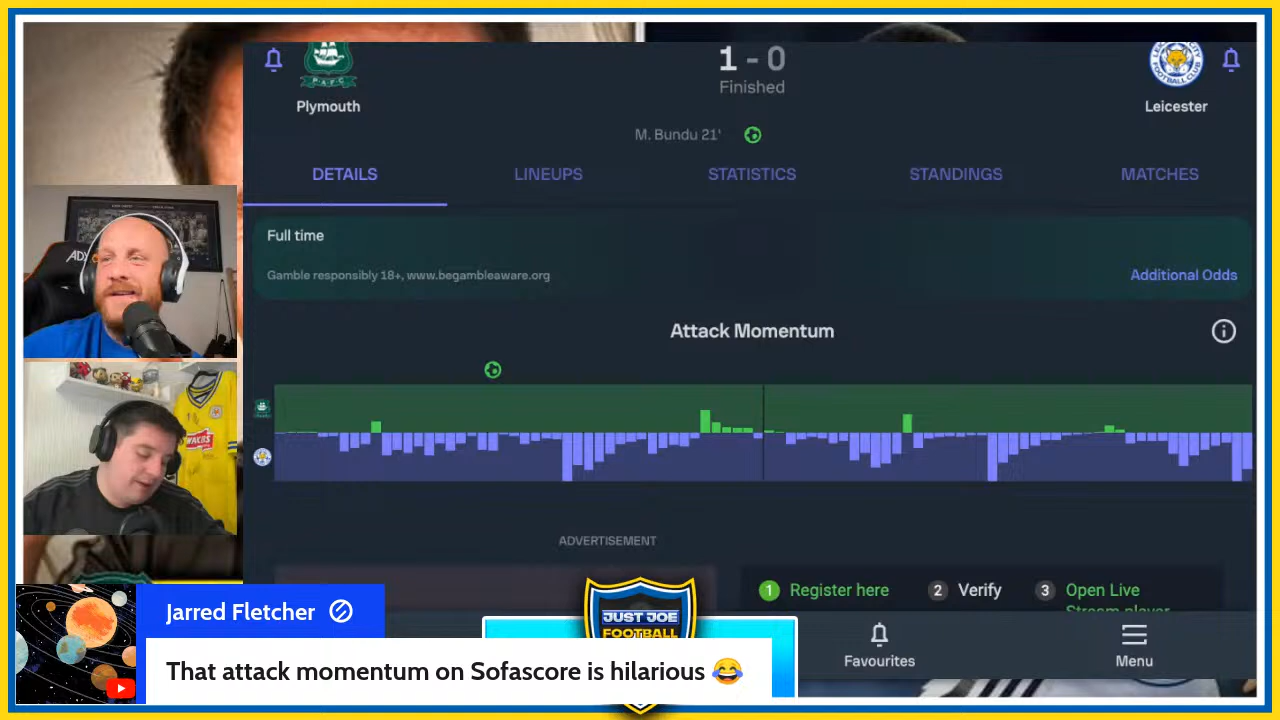 1 - 0
Finished
Plymouth
Leicester
M. Bundu 21'
DETAILS
LINEUPS
STATISTICS
STANDINGS
MATCHES
Full time
Gamble responsibly 18+, www.begambleaware.org
Additional Odds
Attack Momentum
ADVERTISEMENT
1 Register here
2 Verify
3 Open Live
Stream player
Favourites
Menu
JUST JOE
FOOTBALL
Jarred Fletcher
That attack momentum on Sofascore is hilarious 😂